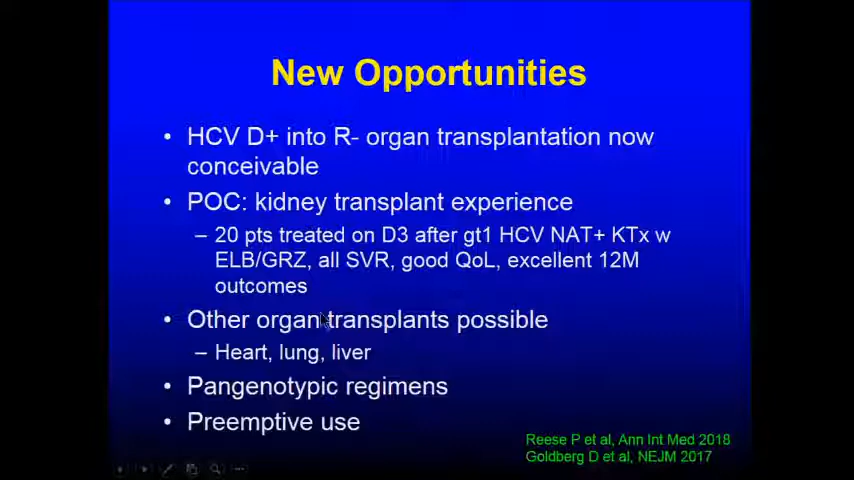 New Opportunities
• HCV D+ into R- organ transplantation now
conceivable
• POC: kidney transplant experience
– 20 pts treated on D3 after gt1 HCV NAT+ KTx w
ELB/GRZ, all SVR, good QoL, excellent 12M
outcomes
• Other organ transplants possible
– Heart, lung, liver
• Pangenotypic regimens
• Preemptive use
Reese P et al, Ann Int Med 2018
Goldberg D et al, NEJM 2017